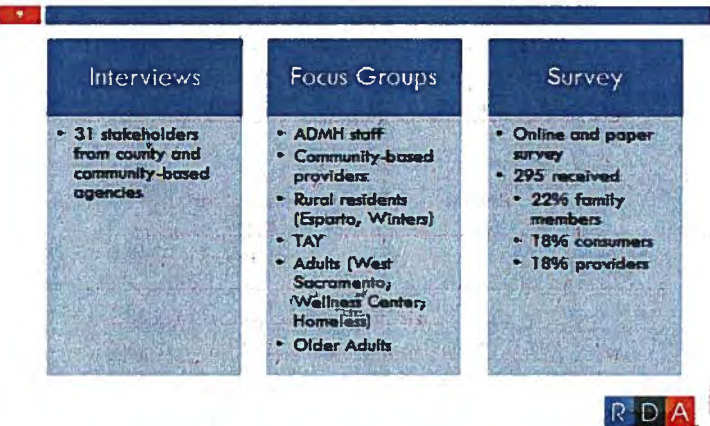 9
Interviews
• 31 stakeholders
from county and
community-based
agencies
Focus Groups
• ADMH staff
• Community-based
providers
• Rural residents
(Esparto, Winters)
• TAY
• Adults (West
Sacramento,
Wellness Center,
Homeless)
• Older Adults
Survey
• Online and paper
survey
• 295 received
• 22% family
members
• 18% consumers
• 18% providers
RDA